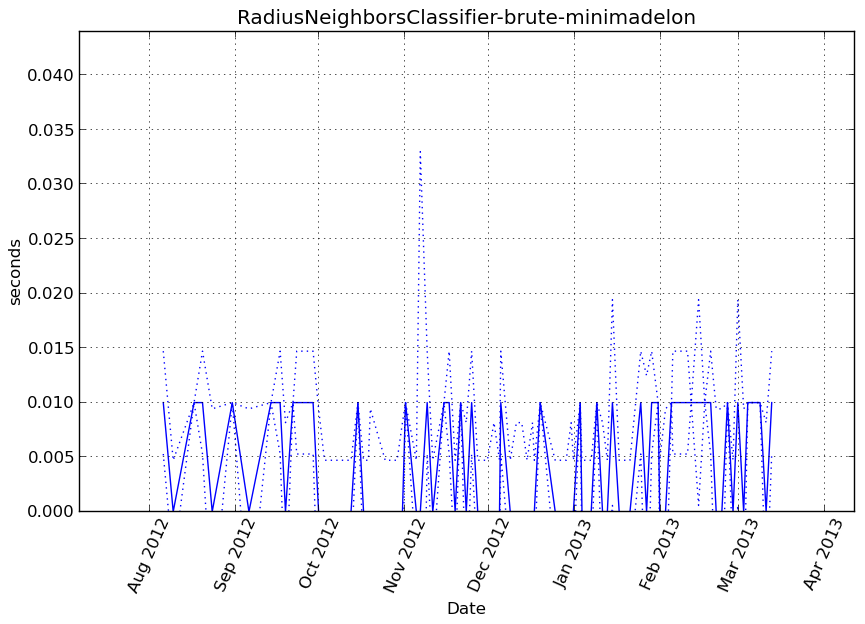 RadiusNeighborsClassifier-brute-minimadelon
0.040
0.035
0.030
0.025
0.020
0.015
0.010
0.005
0.000
seconds
Aug 2012
Sep 2012
Oct 2012
Nov 2012
Dec 2012
Jan 2013
Feb 2013
Mar 2013
Apr 2013
Date